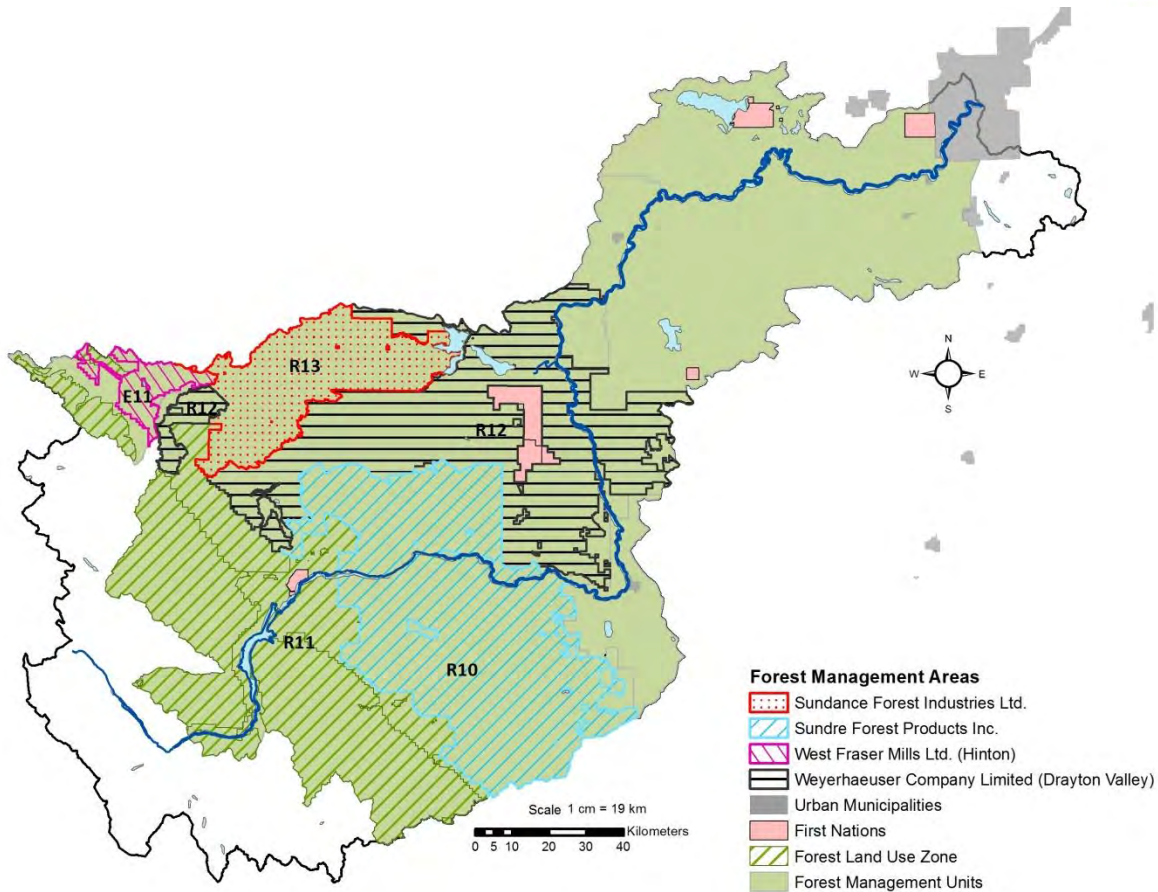 N
W E
S
R13
E11
R12
R12
R11
R10
Forest Management Areas
Sundance Forest Industries Ltd.
Sundre Forest Products Inc.
West Fraser Mills Ltd. (Hinton)
Weyerhaeuser Company Limited (Drayton Valley)
Urban Municipalities
First Nations
Forest Land Use Zone
Forest Management Units
Scale 1 cm = 19 km
Kilometers
0 5 10 20 30 40